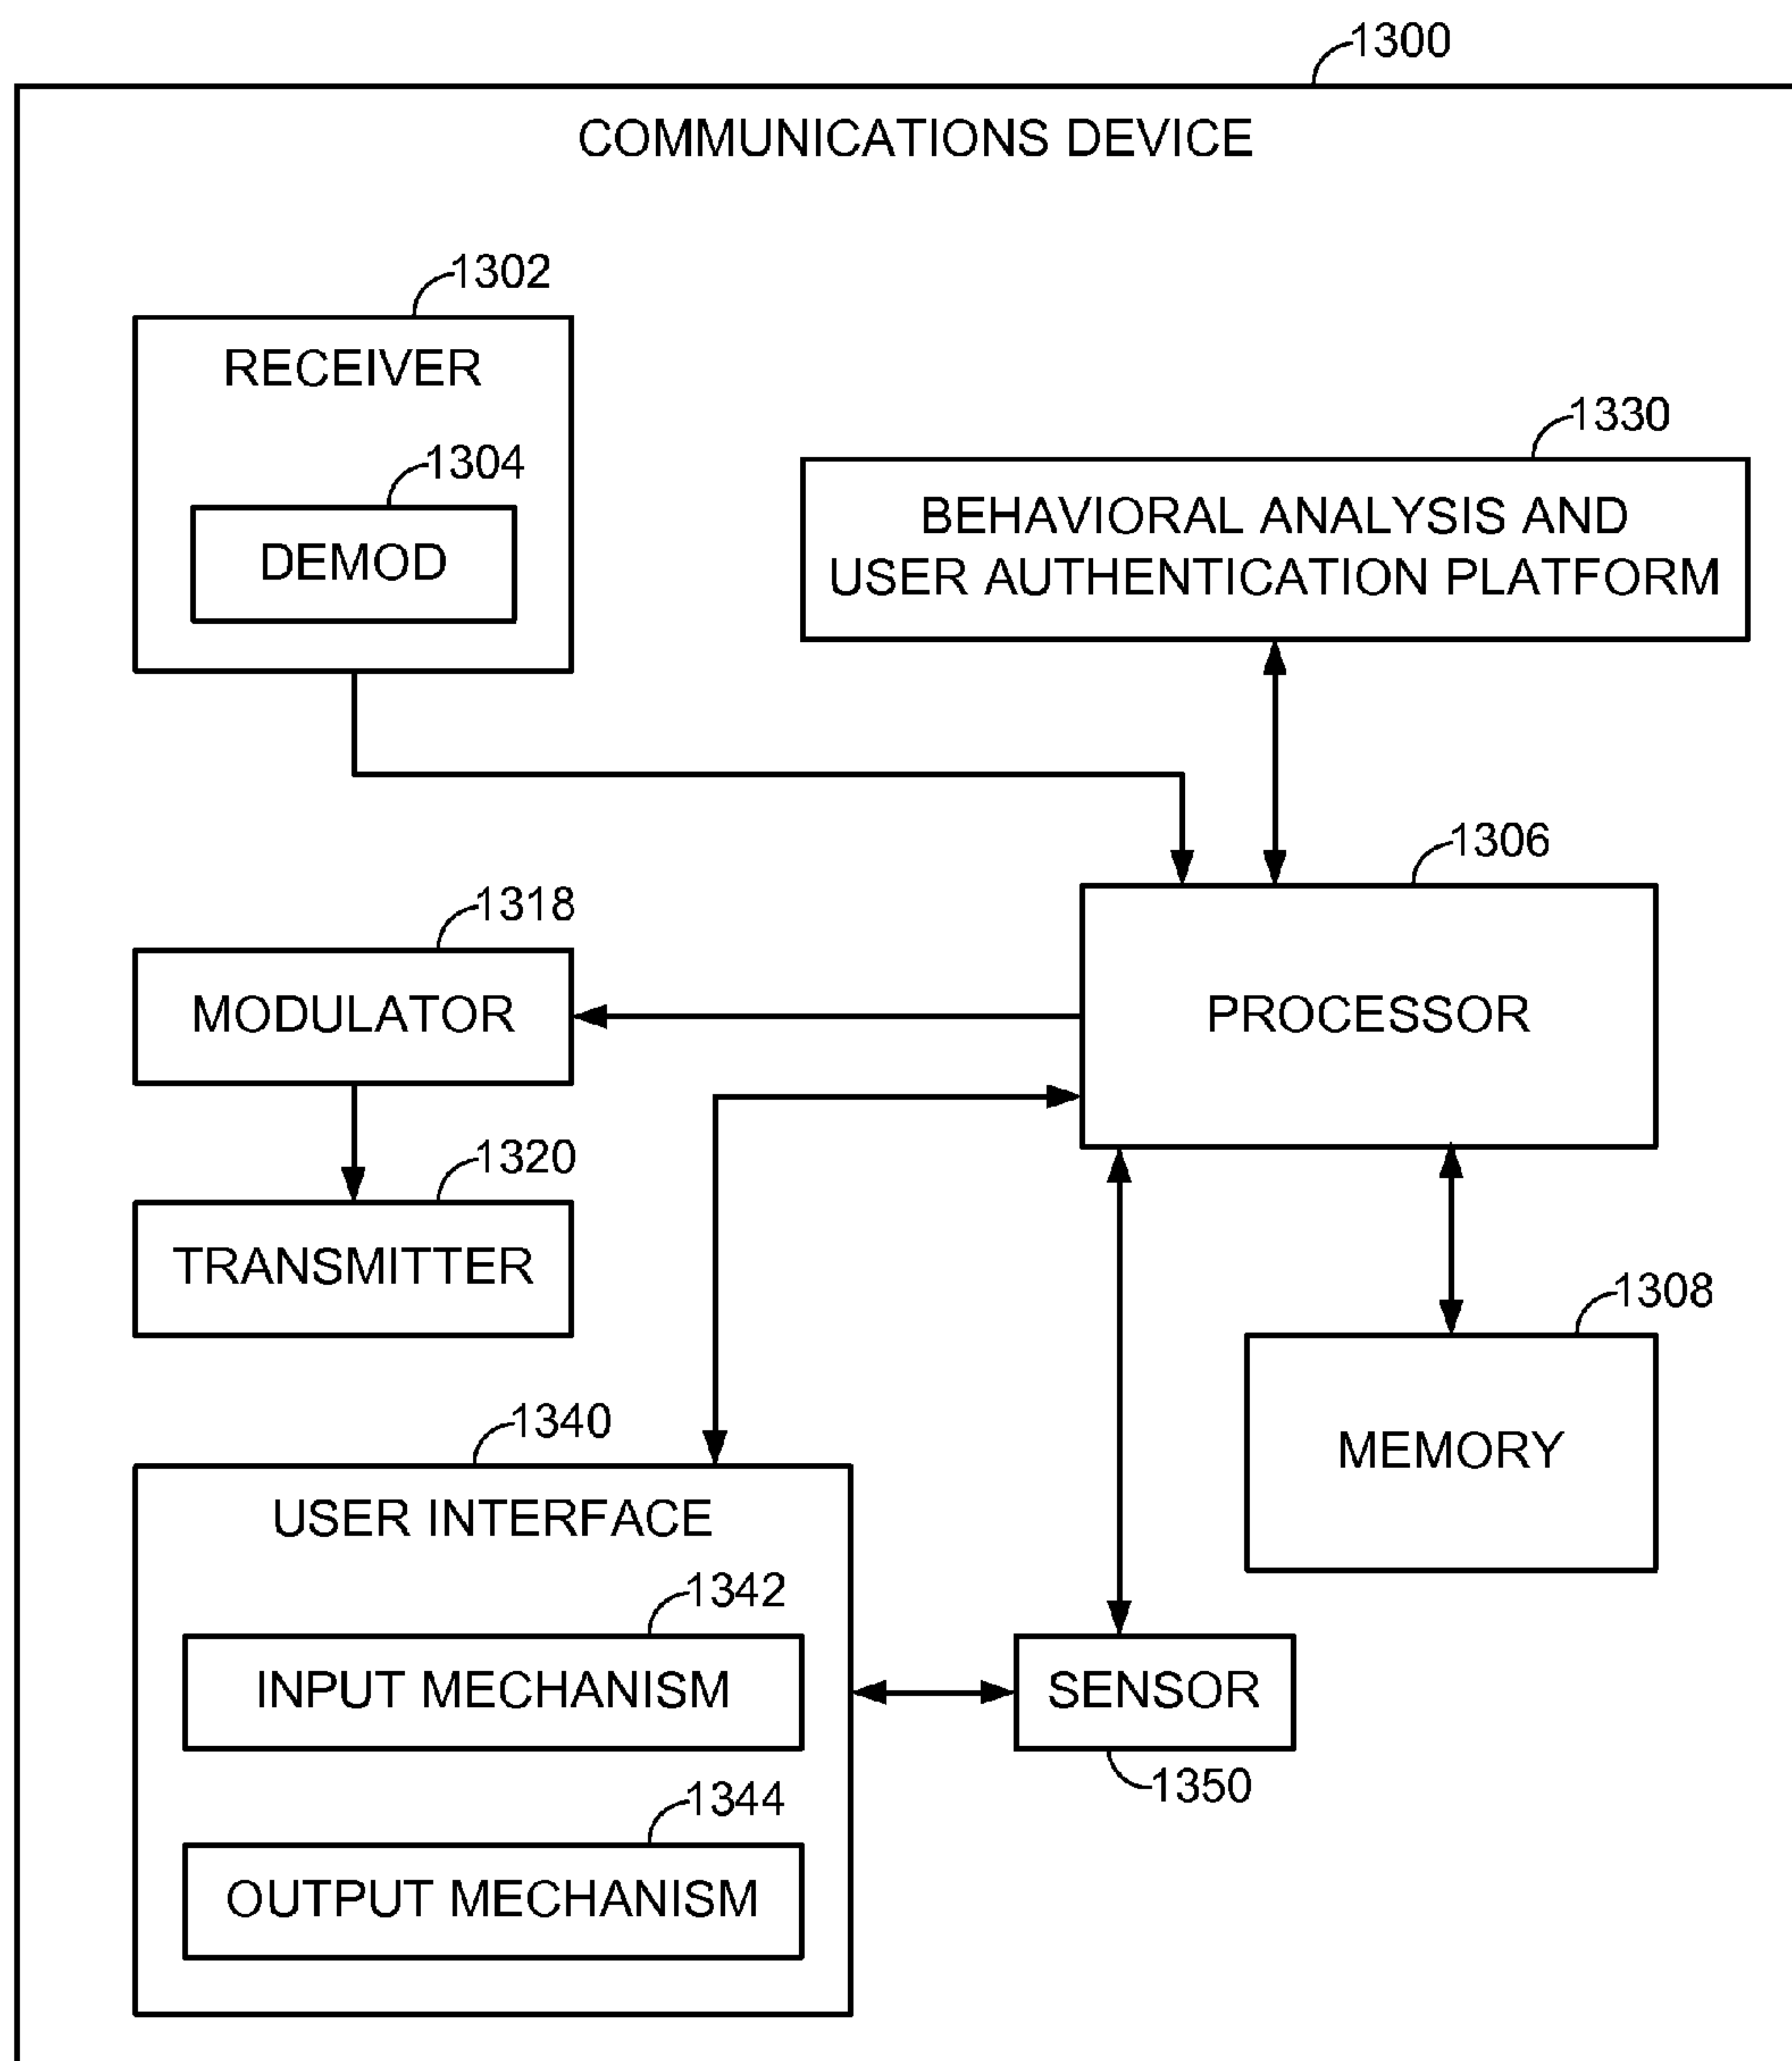 1300
COMMUNICATIONS DEVICE
1302
RECEIVER
1304
DEMOD
1330
BEHAVIORAL ANALYSIS AND
USER AUTHENTICATION PLATFORM
1306
PROCESSOR
1318
MODULATOR
1320
TRANSMITTER
1308
MEMORY
1340
USER INTERFACE
1342
INPUT MECHANISM
SENSOR
1350
1344
OUTPUT MECHANISM